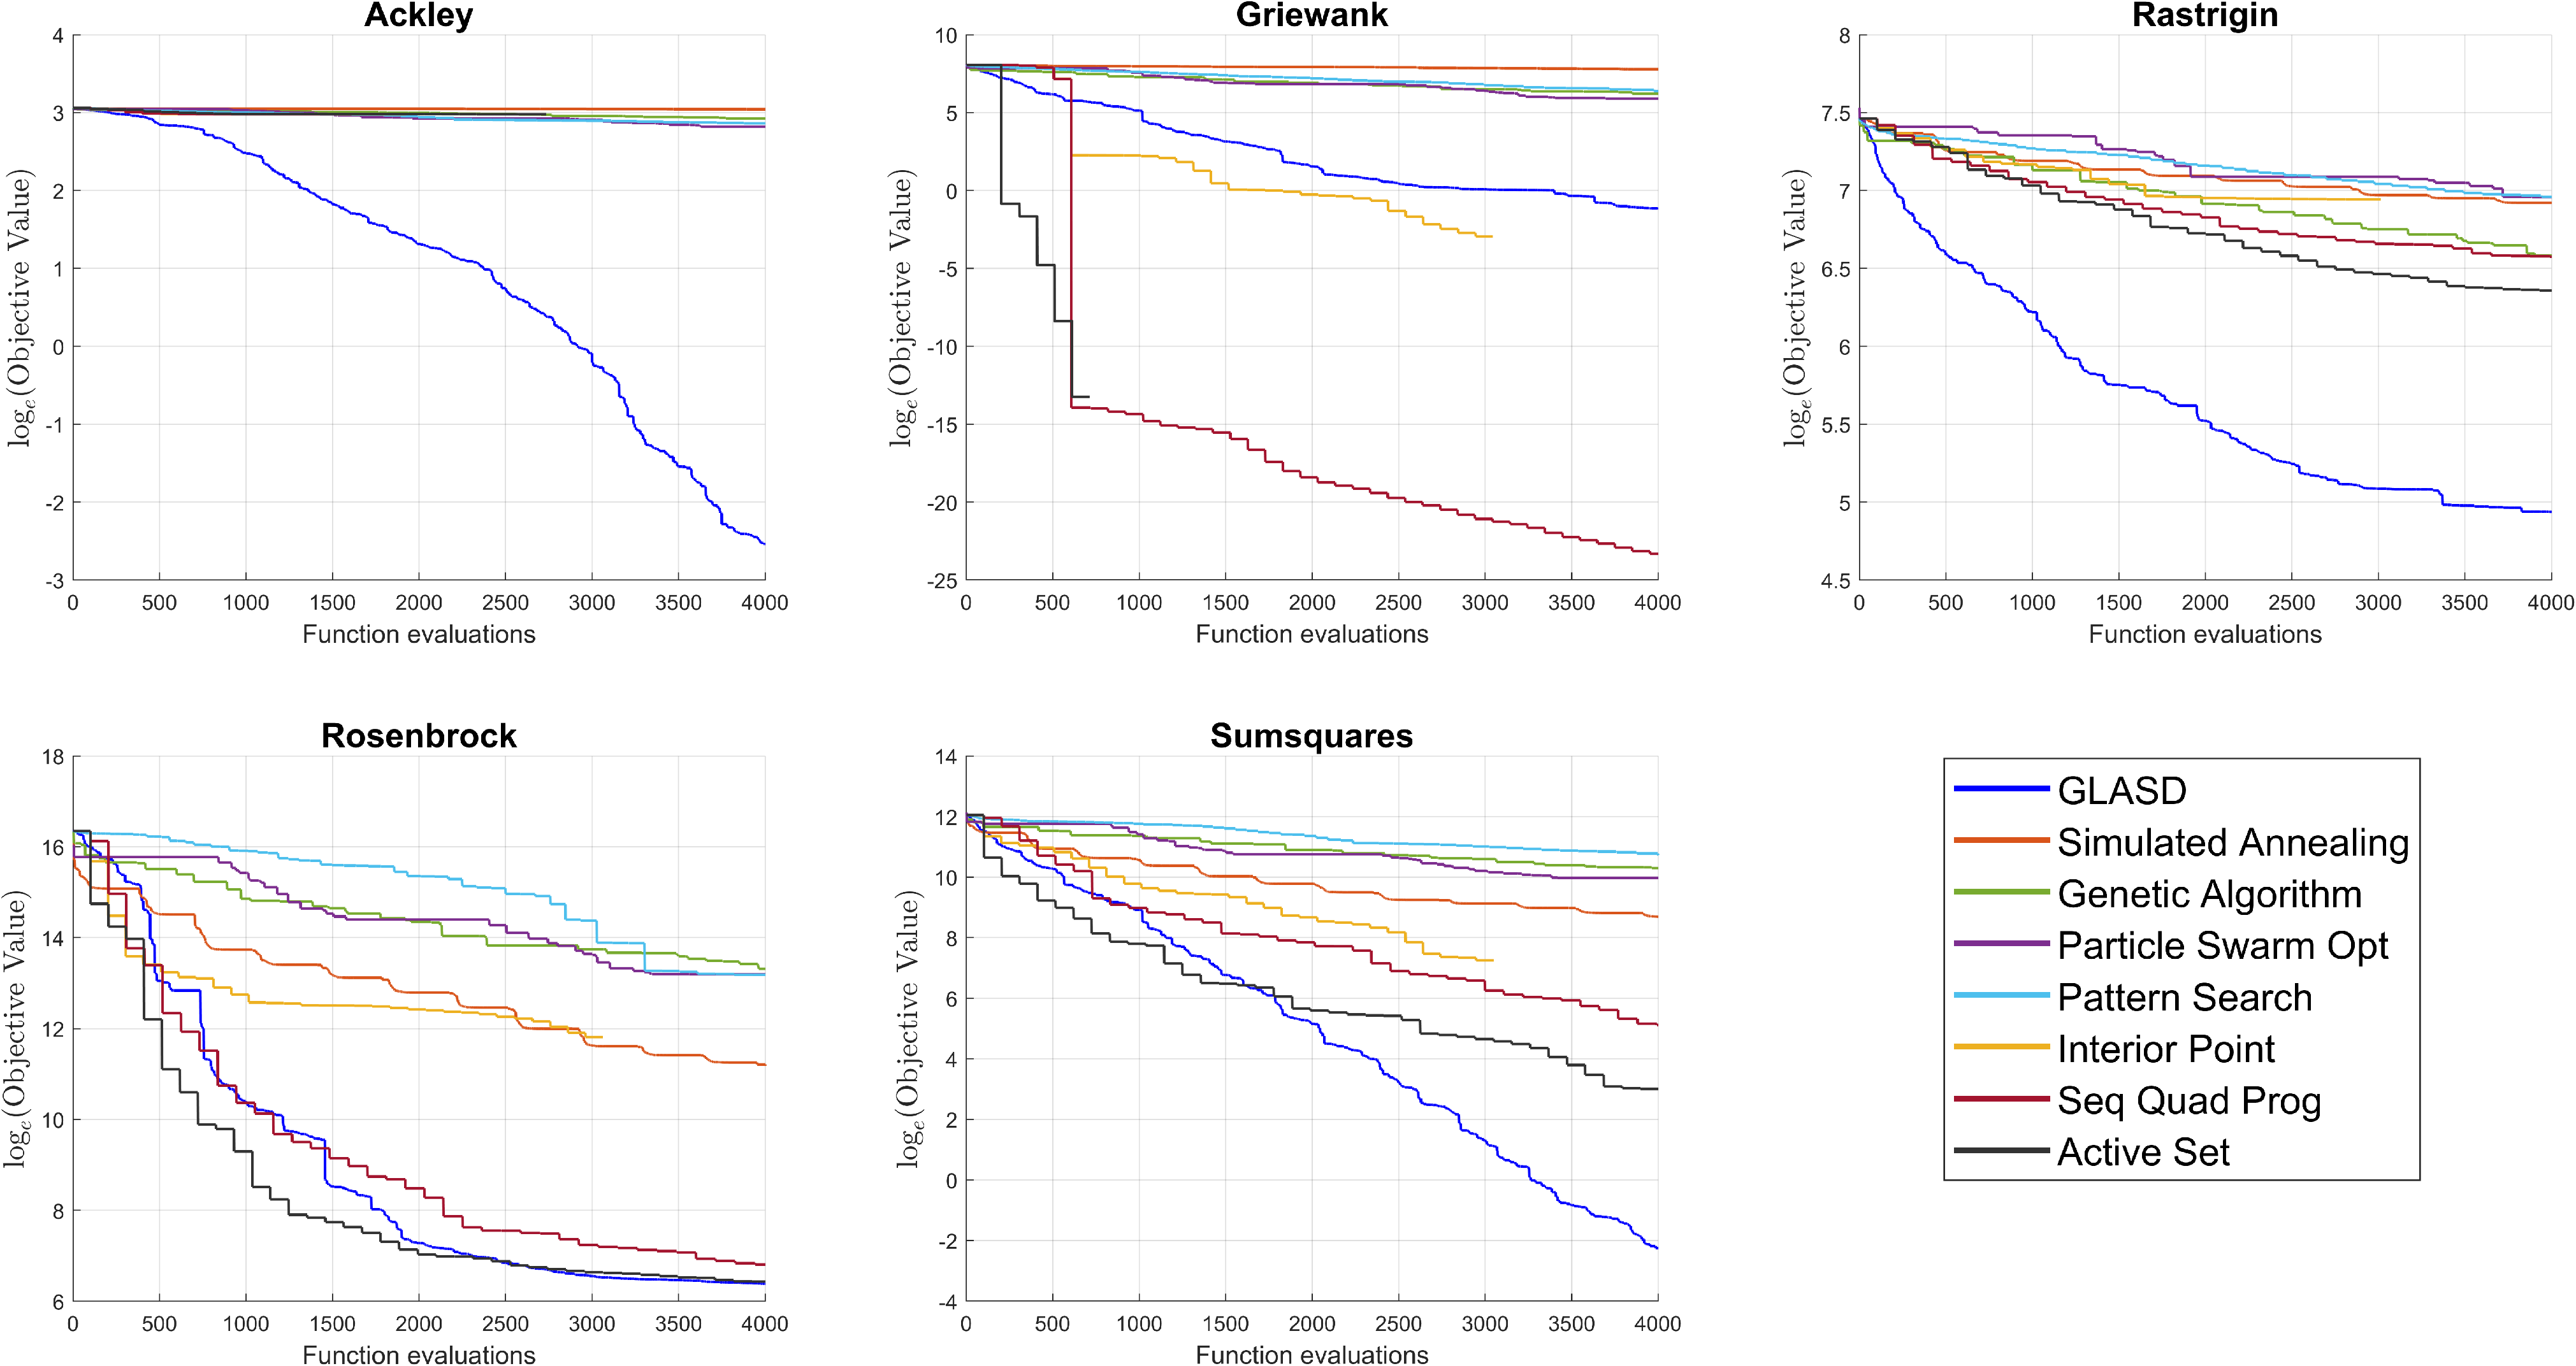 Ackley
4
3
2
1
0
-1
-2
-3
0 500 1000 1500 2000 2500 3000 3500 4000
Function evaluations
log_e(Objective Value)
Griewank
10
5
0
-5
-10
-15
-20
-25
0 500 1000 1500 2000 2500 3000 3500 4000
Function evaluations
log_e(Objective Value)
Rastrigin
8
7.5
7
6.5
6
5.5
5
4.5
0 500 1000 1500 2000 2500 3000 3500 4000
Function evaluations
log_e(Objective Value)
Rosenbrock
18
16
14
12
10
8
6
0 500 1000 1500 2000 2500 3000 3500 4000
Function evaluations
log_e(Objective Value)
Sumsquares
14
12
10
8
6
4
2
0
-2
-4
0 500 1000 1500 2000 2500 3000 3500 4000
Function evaluations
log_e(Objective Value)
GLASD
Simulated Annealing
Genetic Algorithm
Particle Swarm Opt
Pattern Search
Interior Point
Seq Quad Prog
Active Set